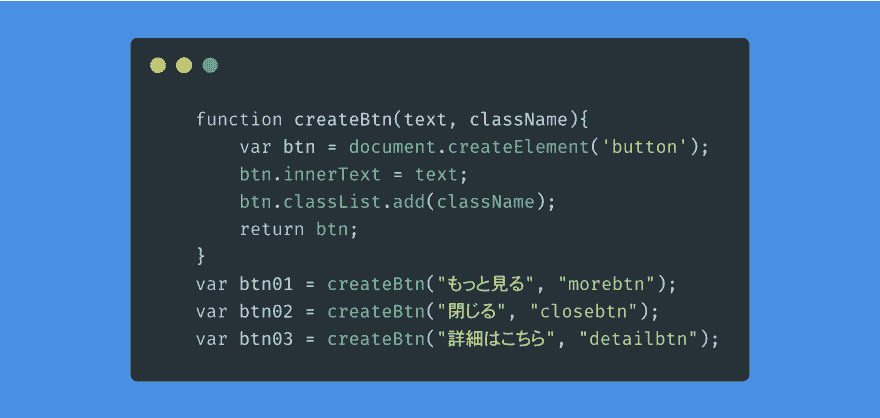 function createBtn(text, className){
    var btn = document.createElement('button');
    btn.innerText = text;
    btn.classList.add(className);
    return btn;
}
var btn01 = createBtn("もっと見る", "morebtn");
var btn02 = createBtn("閉じる", "closebtn");
var btn03 = createBtn("詳細はこちら", "detailbtn");